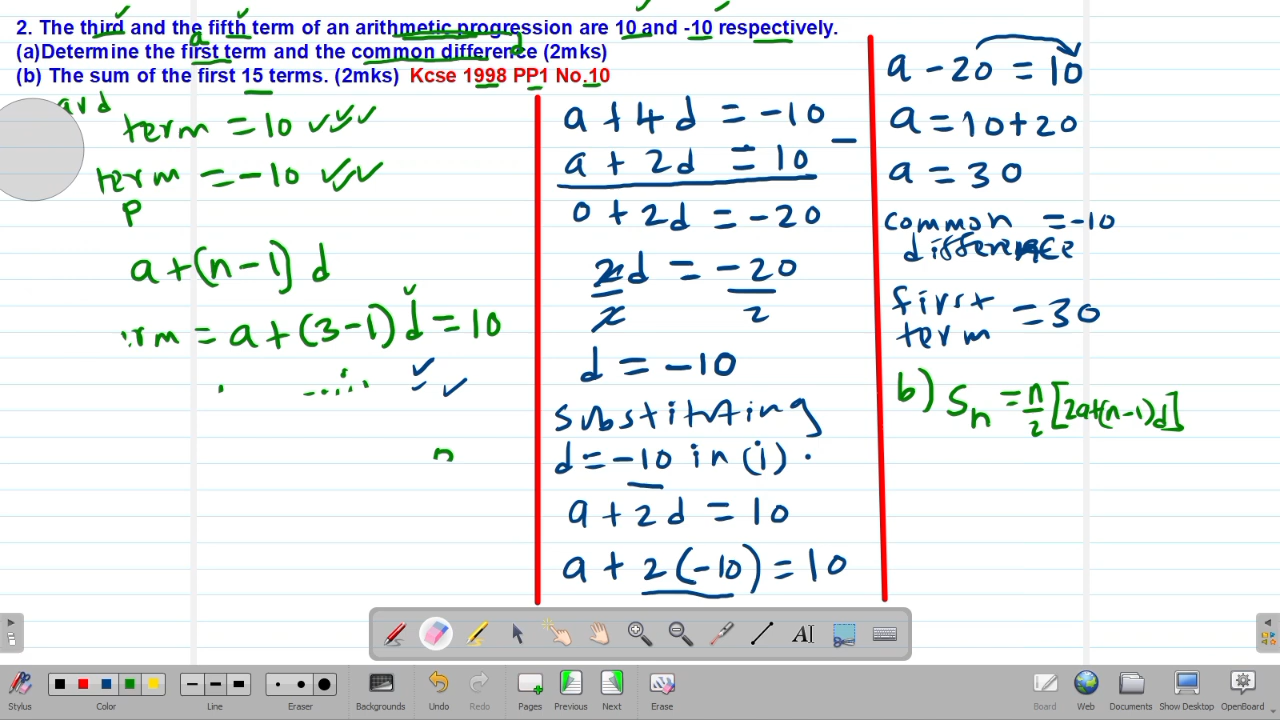 2. The third and the fifth term of an arithmetic progression are 10 and -10 respectively.
(a)Determine the first term and the common difference (2mks)
(b) The sum of the first 15 terms. (2mks) Kcse 1998 PP1 No.10
a
d
term = 10
term = -10
a+(n-1)d
= a+(3-1)d = 10
a + 4d = -10
a + 2d = 10
0 + 2d = -20
2d = -20
2 2
d = -10
substituting
d = -10 in (i).
a + 2d = 10
a + 2(-10) = 10
a - 20 = 10
a = 10 + 20
a = 30
common = -10
difference
first = 30
term
b) Sn = n/2 [2a+(n-1)d]
Stylus
Color
Line
Eraser
Backgrounds
Undo
Redo
Pages
Previous
Next
Erase
Board
Web
Documents
Show Desktop
OpenBoard